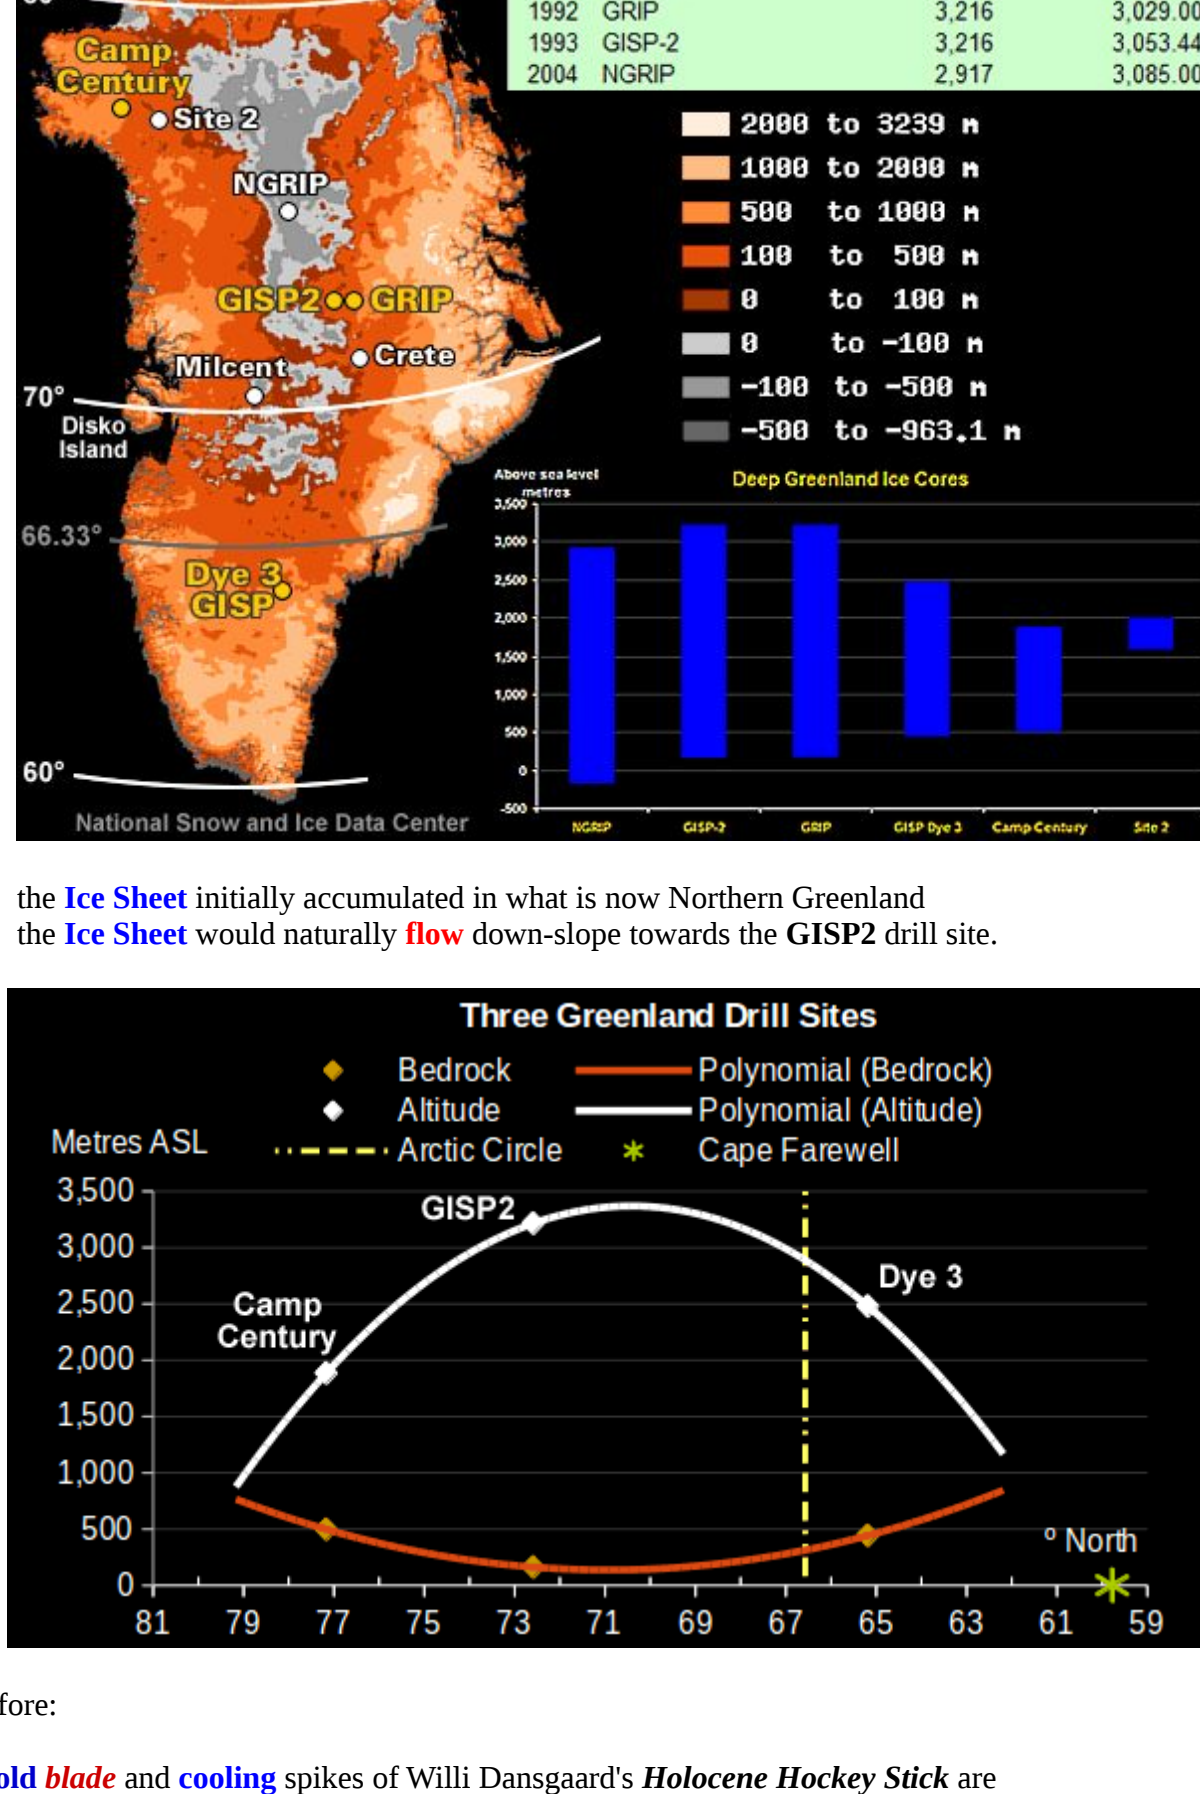 1992 GRIP 3,216 3,029.00
1993 GISP-2 3,216 3,053.44
2004 NGRIP 2,917 3,085.00
Camp
Century
Site 2
NGRIP
GISP2 GRIP
Milcent
Crete
70°
Disko
Island
66.33°
Dye 3
GISP
60°
National Snow and Ice Data Center
2000 to 3239 m
1000 to 2000 m
500 to 1000 m
100 to 500 m
0 to 100 m
0 to -100 m
-100 to -500 m
-500 to -963.1 m
Above sea level
metres
Deep Greenland Ice Cores
3,500
3,000
2,500
2,000
1,500
1,000
500
0
-500
NGRIP GISP-2 GRIP GISP Dye 3 Camp Century Site 2
the Ice Sheet initially accumulated in what is now Northern Greenland
the Ice Sheet would naturally flow down-slope towards the GISP2 drill site.
Three Greenland Drill Sites
Bedrock Polynomial (Bedrock)
Altitude Polynomial (Altitude)
Arctic Circle Cape Farewell
Metres ASL
3,500
3,000
2,500
2,000
1,500
1,000
500
0
GISP2
Dye 3
Camp
Century
º North
81 79 77 75 73 71 69 67 65 63 61 59
fore:
old blade and cooling spikes of Willi Dansgaard's Holocene Hockey Stick are